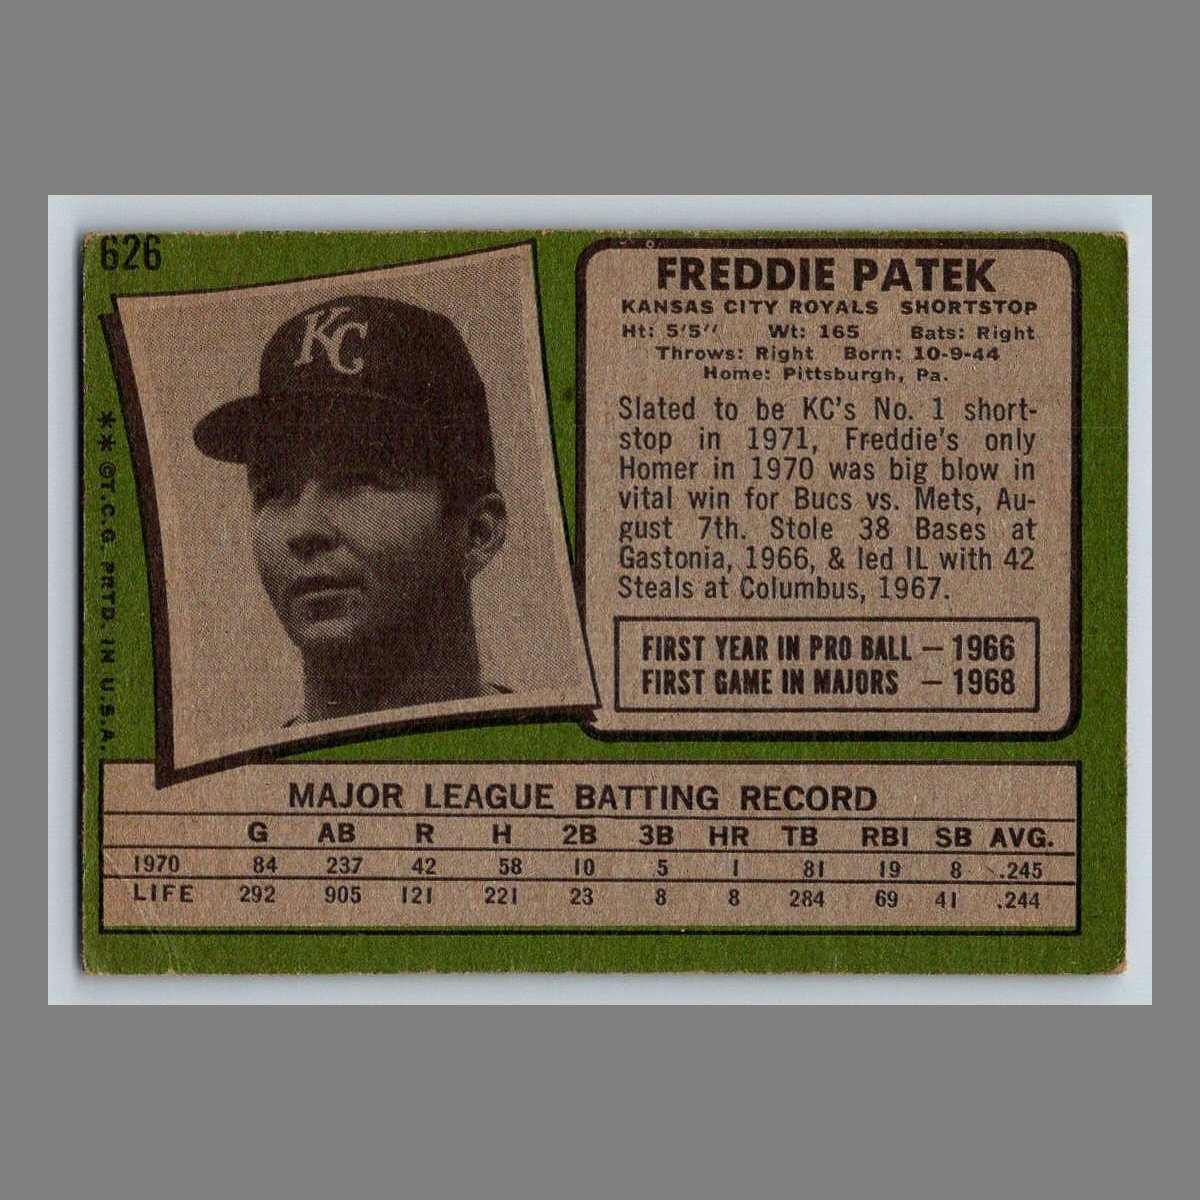 626
KC
FREDDIE PATEK
KANSAS CITY ROYALS SHORTSTOP
Ht: 5'5" Wt: 165 Bats: Right
Throws: Right Born: 10-9-44
Home: Pittsburgh, Pa.
Slated to be KC's No. 1 short-
stop in 1971, Freddie's only
Homer in 1970 was big blow in
vital win for Bucs vs. Mets, Au-
gust 7th. Stole 38 Bases at
Gastonia, 1966, & led IL with 42
Steals at Columbus, 1967.
FIRST YEAR IN PRO BALL — 1966
FIRST GAME IN MAJORS — 1968
**©T.C.G. PRTD. IN U.S.A.
MAJOR LEAGUE BATTING RECORD
G AB R H 2B 3B HR TB RBI SB AVG.
1970 84 237 42 58 10 5 1 81 19 8 .245
LIFE 292 905 121 221 23 8 8 284 69 41 .244